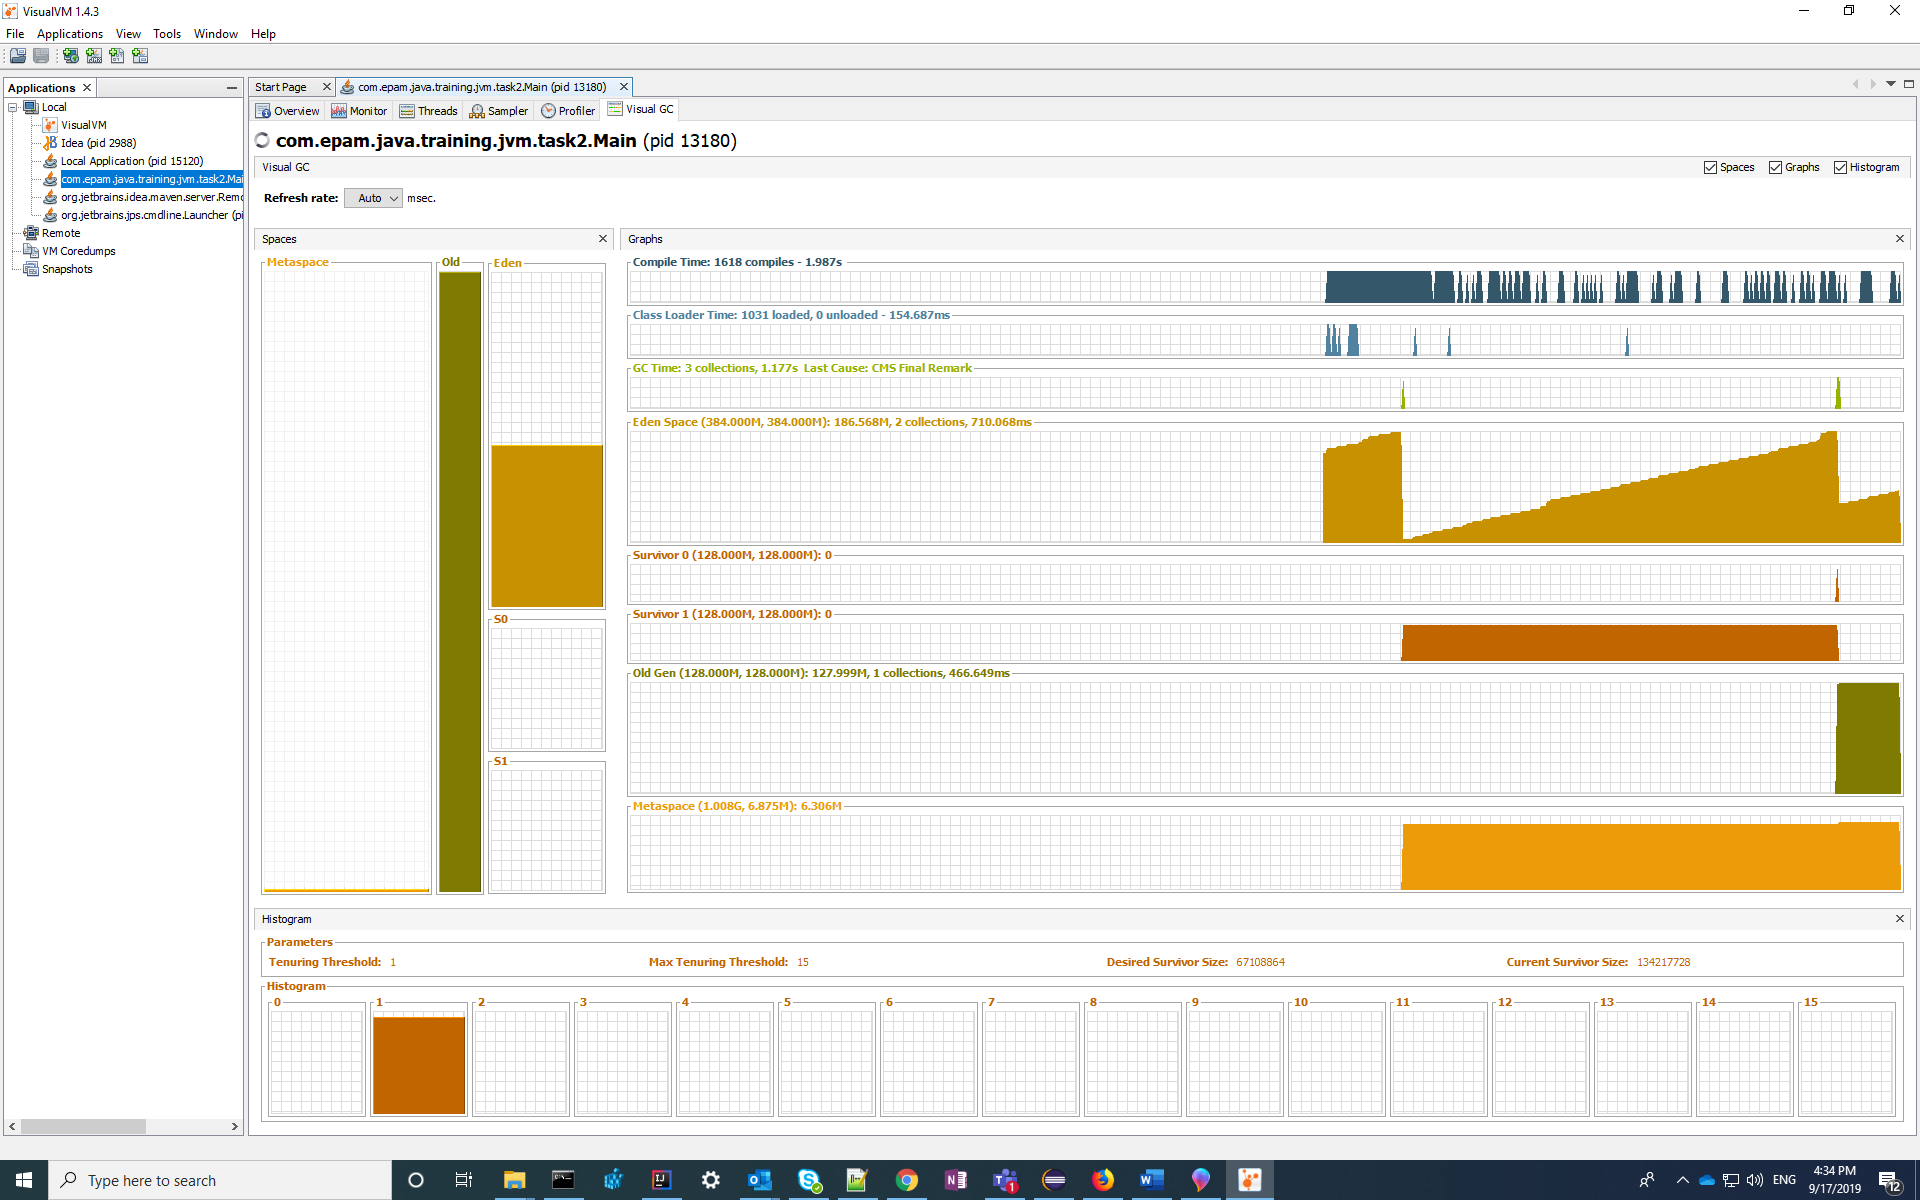 VisualVM 1.4.3
File Applications View Tools Window Help
Applications
Local
VisualVM
Idea (pid 2988)
Local Application (pid 15120)
com.epam.java.training.jvm.task2.Mai
org.jetbrains.idea.maven.server.Remo
org.jetbrains.jps.cmdline.Launcher (pi
Remote
VM Coredumps
Snapshots
Start Page com.epam.java.training.jvm.task2.Main (pid 13180)
Overview Monitor Threads Sampler Profiler Visual GC
com.epam.java.training.jvm.task2.Main (pid 13180)
Visual GC Spaces Graphs Histogram
Refresh rate: Auto msec.
Spaces
Metaspace Old Eden
S0
S1
Graphs
Compile Time: 1618 compiles - 1.987s
Class Loader Time: 1031 loaded, 0 unloaded - 154.687ms
GC Time: 3 collections, 1.177s Last Cause: CMS Final Remark
Eden Space (384.000M, 384.000M): 186.568M, 2 collections, 710.068ms
Survivor 0 (128.000M, 128.000M): 0
Survivor 1 (128.000M, 128.000M): 0
Old Gen (128.000M, 128.000M): 127.999M, 1 collections, 466.649ms
Metaspace (1.008G, 6.875M): 6.306M
Histogram
Parameters
Tenuring Threshold: 1 Max Tenuring Threshold: 15 Desired Survivor Size: 67108864 Current Survivor Size: 134217728
Histogram
0 1 2 3 4 5 6 7 8 9 10 11 12 13 14 15
Type here to search
1
ENG
4:34 PM
9/17/2019
12